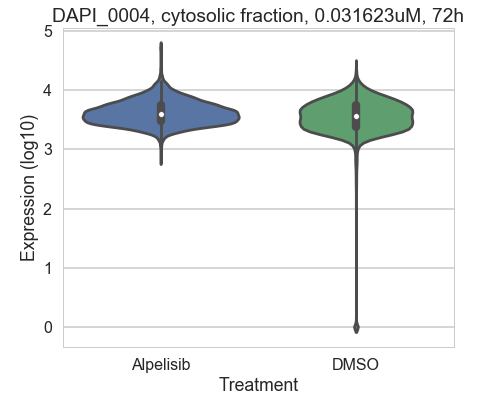 DAPI_0004, cytosolic fraction, 0.031623uM, 72h
5
4
3
2
1
0
Expression (log10)
Alpelisib DMSO
Treatment